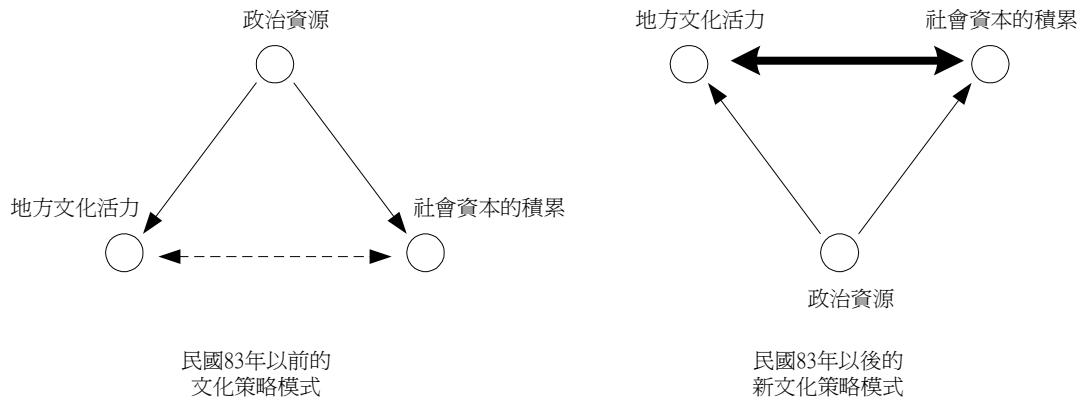 政治資源
地方文化活力
社會資本的積累
民國83年以前的
文化策略模式
地方文化活力
社會資本的積累
政治資源
民國83年以後的
新文化策略模式